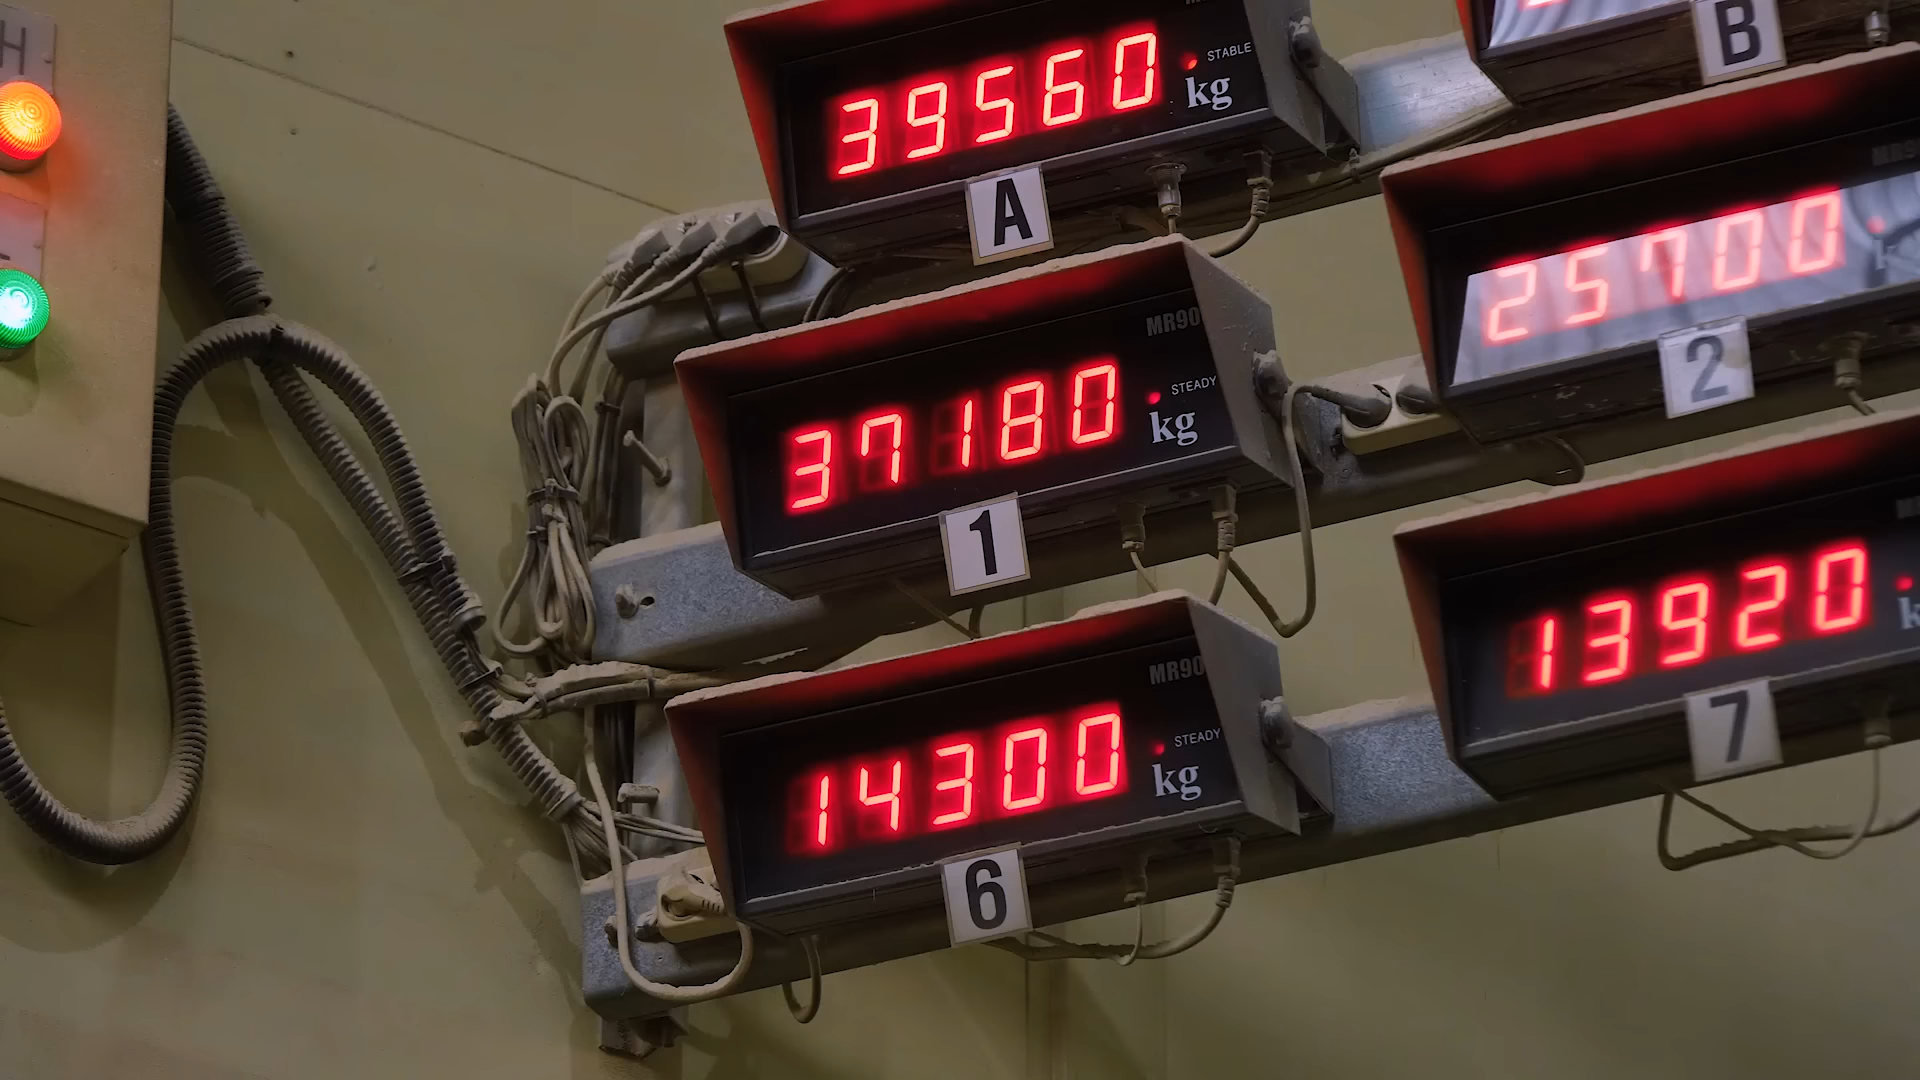 H
39560
STABLE
kg
A
B
MR90
37180
STEADY
kg
1
25700
2
MR90
14300
STEADY
kg
6
13920
7